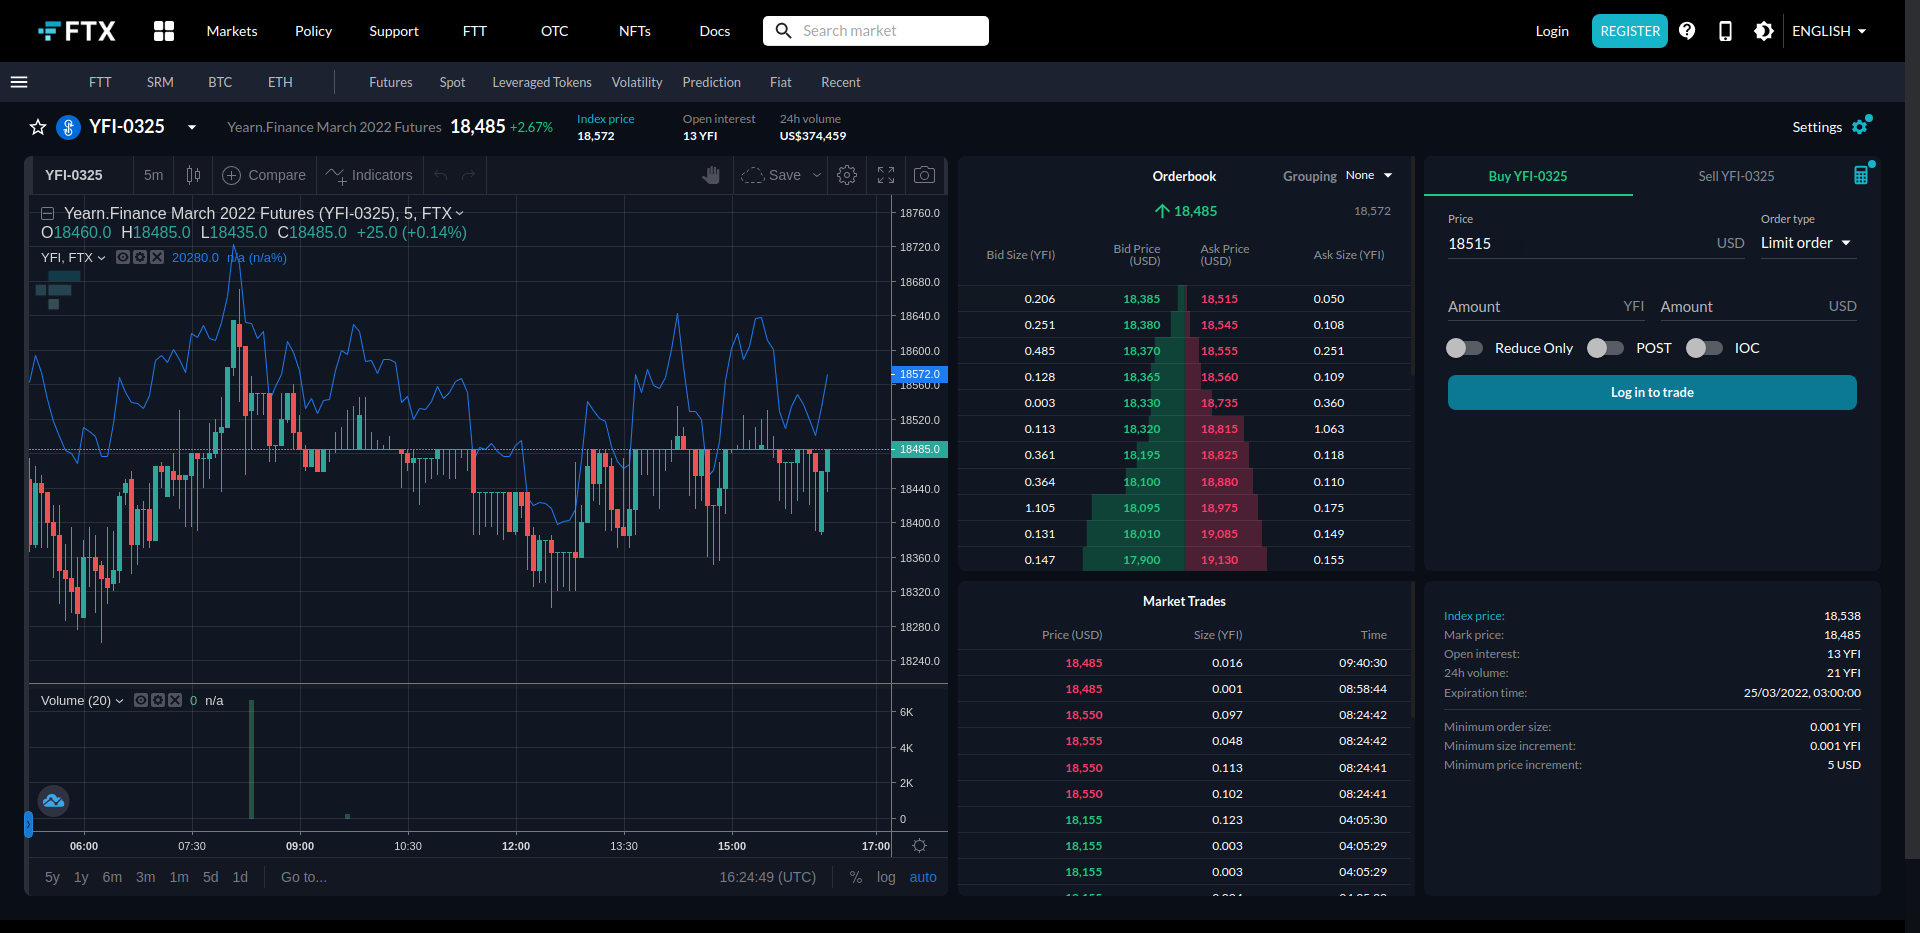 FTX Markets Policy Support FTT OTC NFTs Docs Search market Login REGISTER ENGLISH
FTT SRM BTC ETH Futures Spot Leveraged Tokens Volatility Prediction Fiat Recent
YFI-0325 Yearn.Finance March 2022 Futures 18,485 +2.67%
Index price
18,572
Open interest
13 YFI
24h volume
US$374,459
Settings
YFI-0325 5m Compare Indicators Save
Yearn.Finance March 2022 Futures (YFI-0325), 5, FTX
O18460.0 H18485.0 L18435.0 C18485.0 +25.0 (+0.14%)
YFI, FTX 20280.0 n/a (n/a%)
18760.0
18720.0
18680.0
18640.0
18600.0
18572.0
18560.0
18520.0
18485.0
18440.0
18400.0
18360.0
18320.0
18280.0
18240.0
Volume (20) 0 n/a
6K
4K
2K
0
06:00 07:30 09:00 10:30 12:00 13:30 15:00 17:00
5y 1y 6m 3m 1m 5d 1d Go to... 16:24:49 (UTC) % log auto
Orderbook Grouping None
18,485 18,572
Bid Size (YFI) Bid Price (USD) Ask Price (USD) Ask Size (YFI)
0.206 18,385 18,515 0.050
0.251 18,380 18,545 0.108
0.485 18,370 18,555 0.251
0.128 18,365 18,560 0.109
0.003 18,330 18,735 0.360
0.113 18,320 18,815 1.063
0.361 18,195 18,825 0.118
0.364 18,100 18,880 0.110
1.105 18,095 18,975 0.175
0.131 18,010 19,085 0.149
0.147 17,900 19,130 0.155
Market Trades
Price (USD) Size (YFI) Time
18,485 0.016 09:40:30
18,485 0.001 08:58:44
18,550 0.097 08:24:42
18,555 0.048 08:24:42
18,550 0.113 08:24:41
18,550 0.102 08:24:41
18,155 0.123 04:05:30
18,155 0.003 04:05:29
18,155 0.003 04:05:29
Buy YFI-0325 Sell YFI-0325
Price Order type
18515 USD Limit order
Amount YFI Amount USD
Reduce Only POST IOC
Log in to trade
Index price: 18,538
Mark price: 18,485
Open interest: 13 YFI
24h volume: 21 YFI
Expiration time: 25/03/2022, 03:00:00
Minimum order size: 0.001 YFI
Minimum size increment: 0.001 YFI
Minimum price increment: 5 USD